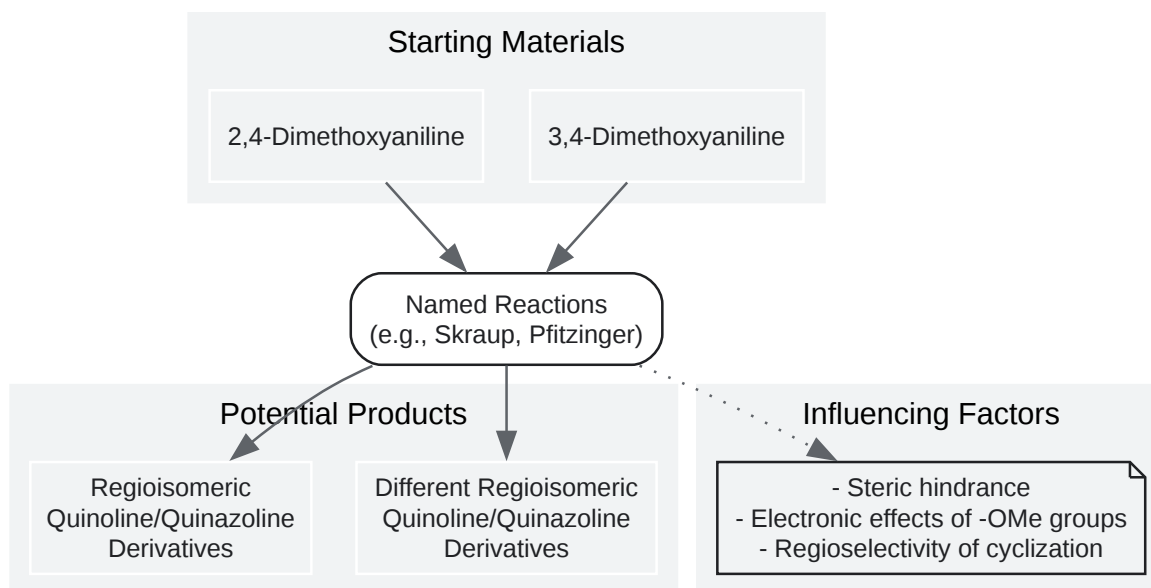 Starting Materials
2,4-Dimethoxyaniline
3,4-Dimethoxyaniline
Named Reactions
(e.g., Skraup, Pfitzinger)
Potential Products
Regioisomeric
Quinoline/Quinazoline
Derivatives
Different Regioisomeric
Quinoline/Quinazoline
Derivatives
Influencing Factors
- Steric hindrance
- Electronic effects of -OMe groups
- Regioselectivity of cyclization